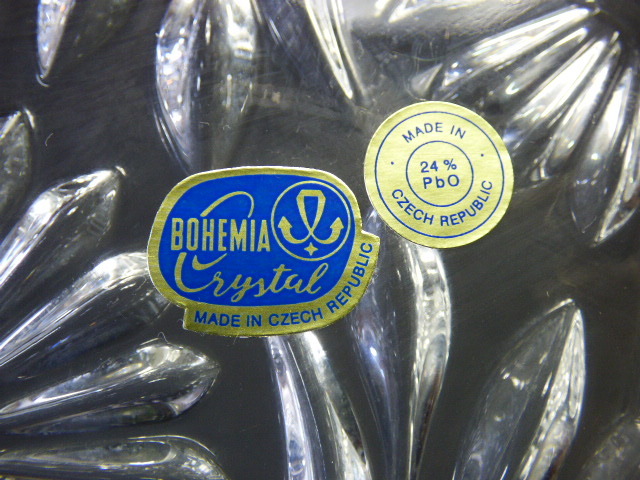 BOHEMIA
Crystal
MADE IN CZECH REPUBLIC
MADE IN
24 %
PbO
CZECH REPUBLIC